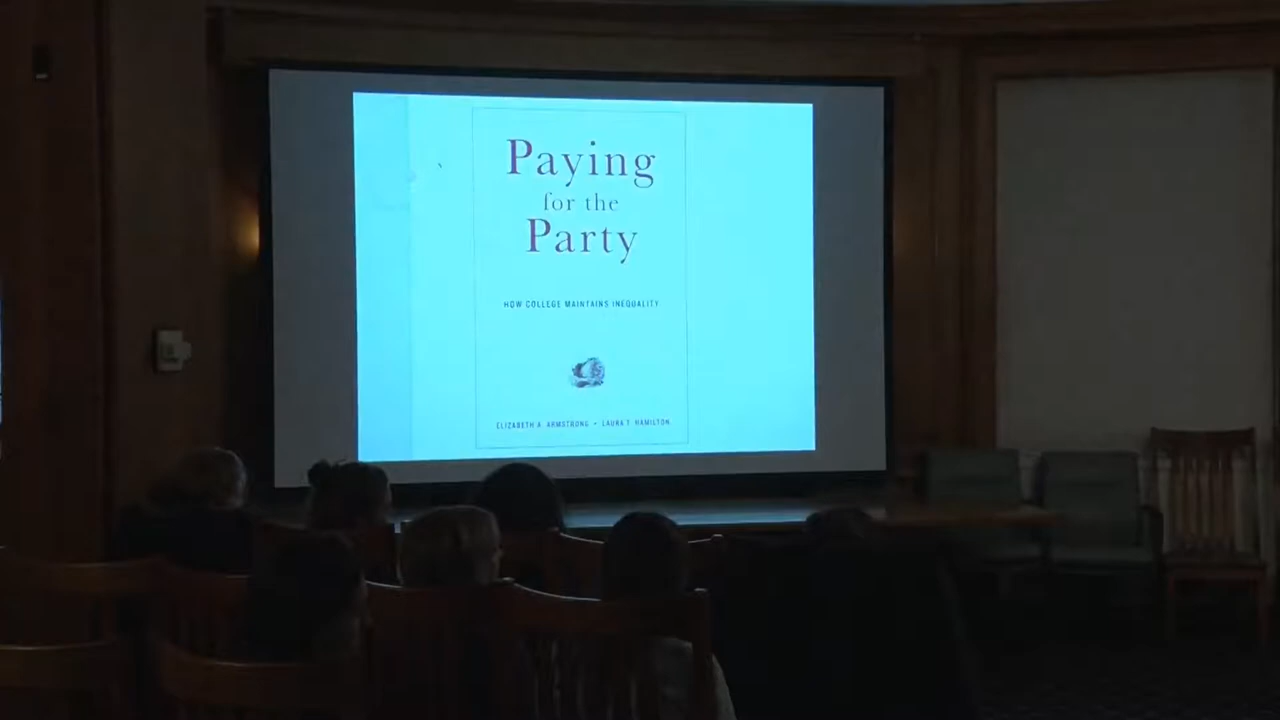 Paying
for the
Party
HOW COLLEGE MAINTAINS INEQUALITY
ELIZABETH A. ARMSTRONG • LAURA T. HAMILTON